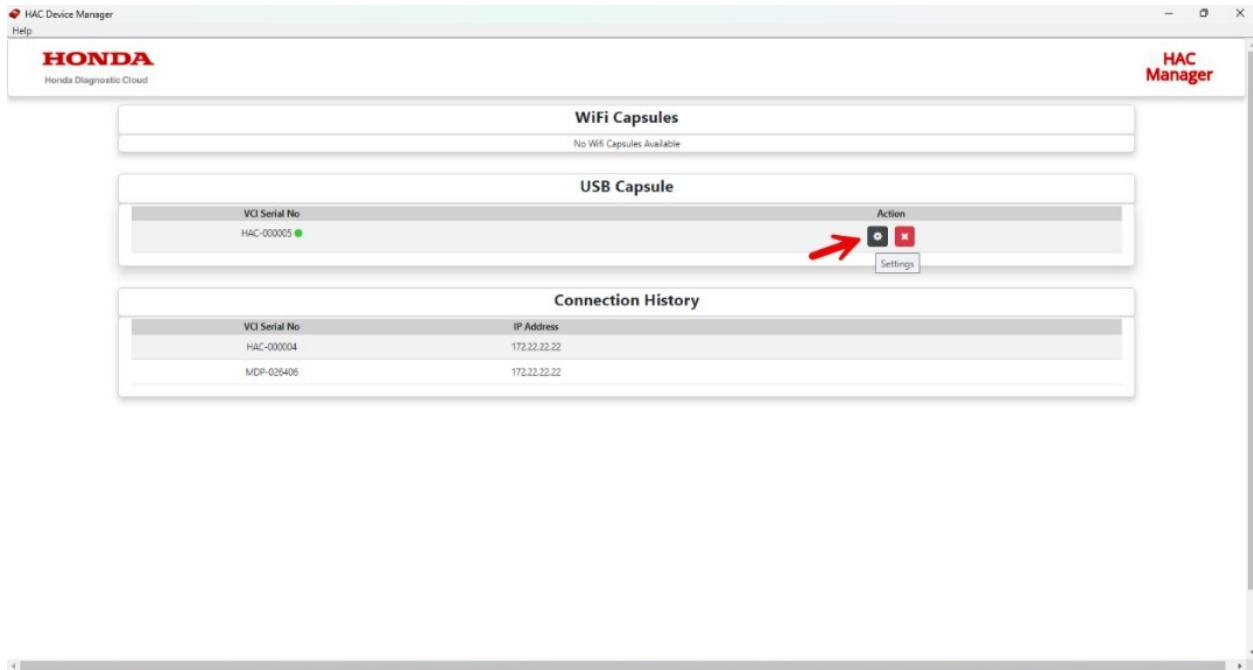 HAC Device Manager
Help
HONDA
Honda Diagnostic Cloud
HAC
Manager
WiFi Capsules
No Wifi Capsules Available
USB Capsule
VCI Serial No Action
HAC-000005
Settings
Connection History
VCI Serial No IP Address
HAC-000004 172.22.22.22
MDP-026406 172.22.22.22